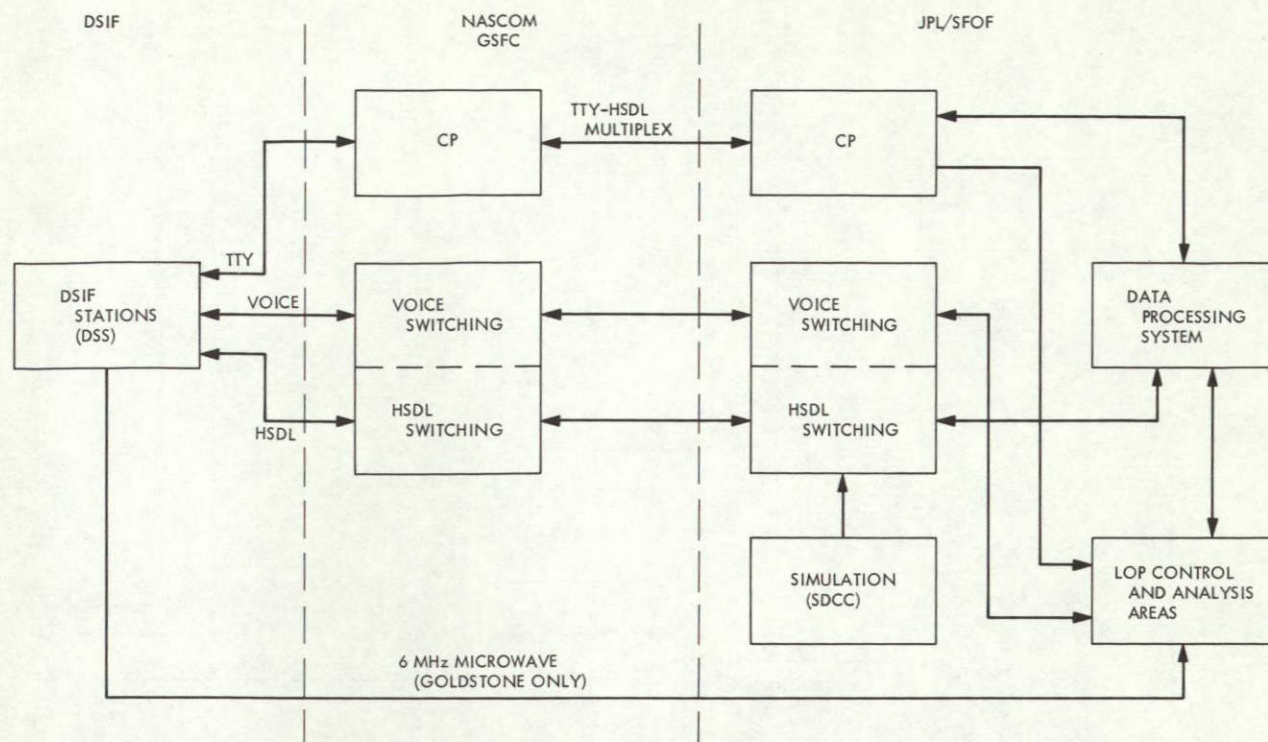 DSIF
NASCOM
GSFC
JPL/SFOF
CP
TTY-HSDL
MULTIPLEX
CP
TTY
DSIF
STATIONS
(DSS)
VOICE
VOICE
SWITCHING
VOICE
SWITCHING
DATA
PROCESSING
SYSTEM
HSDL
HSDL
SWITCHING
HSDL
SWITCHING
SIMULATION
(SDCC)
LOP CONTROL
AND ANALYSIS
AREAS
6 MHz MICROWAVE
(GOLDSTONE ONLY)